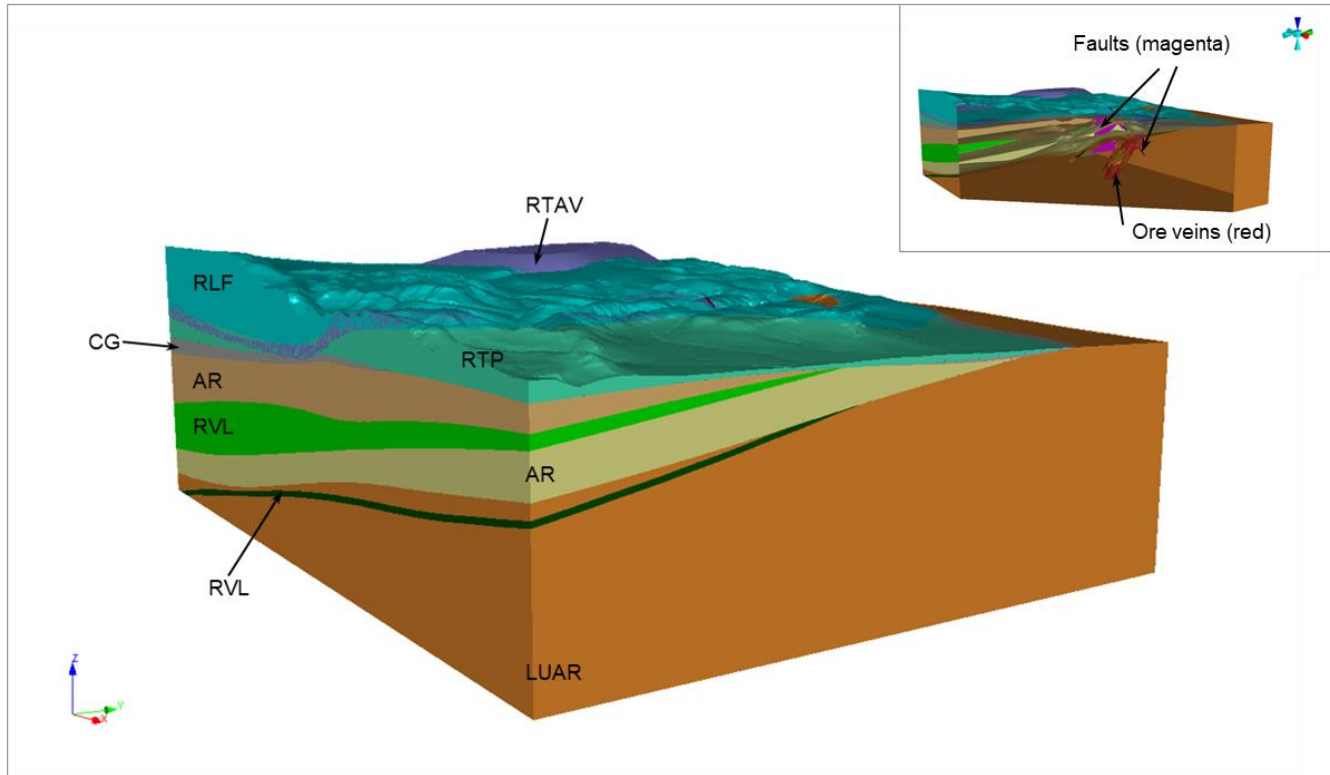 Faults (magenta)
Ore veins (red)
RTAV
RLF
CG
RTP
AR
RVL
AR
RVL
LUAR
Z
Y
X